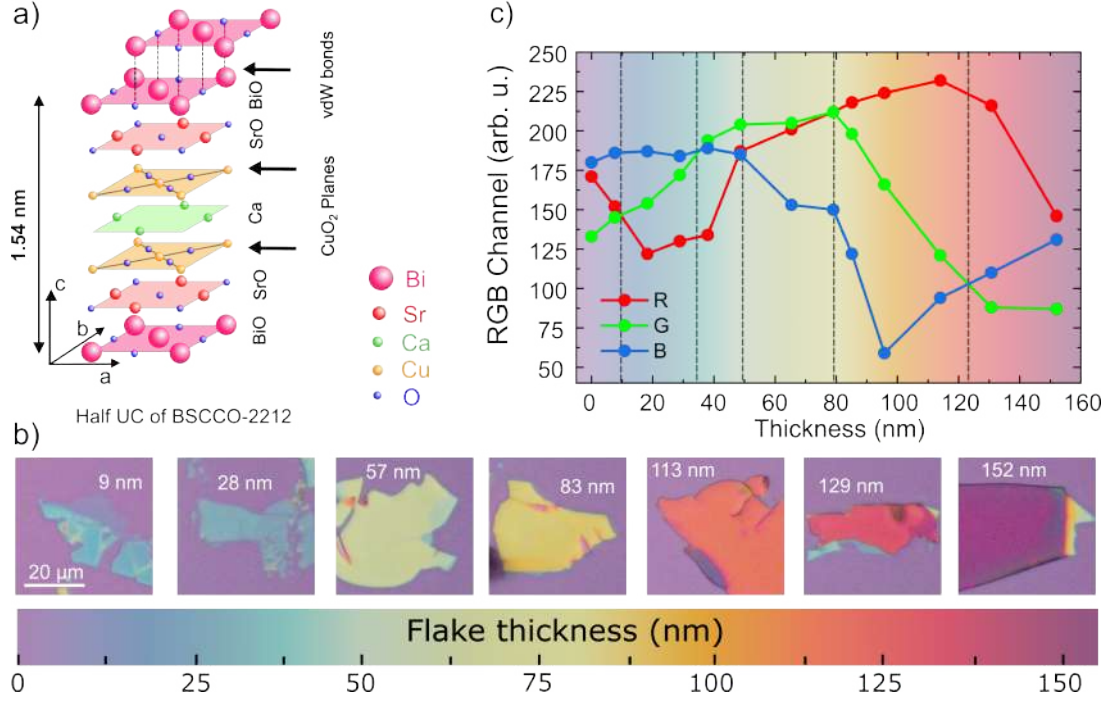 a)
BiO
SrO
CuO₂ Planes
Ca
SrO
BiO
vdW bonds
1.54 nm
c
b
a
Bi
Sr
Ca
Cu
O
Half UC of BSCCO-2212
c)
RGB Channel (arb. u.)
250
225
200
175
150
125
100
75
50
R
G
B
0 20 40 60 80 100 120 140 160
Thickness (nm)
b)
9 nm
20 µm
28 nm
57 nm
83 nm
113 nm
129 nm
152 nm
Flake thickness (nm)
0 25 50 75 100 125 150